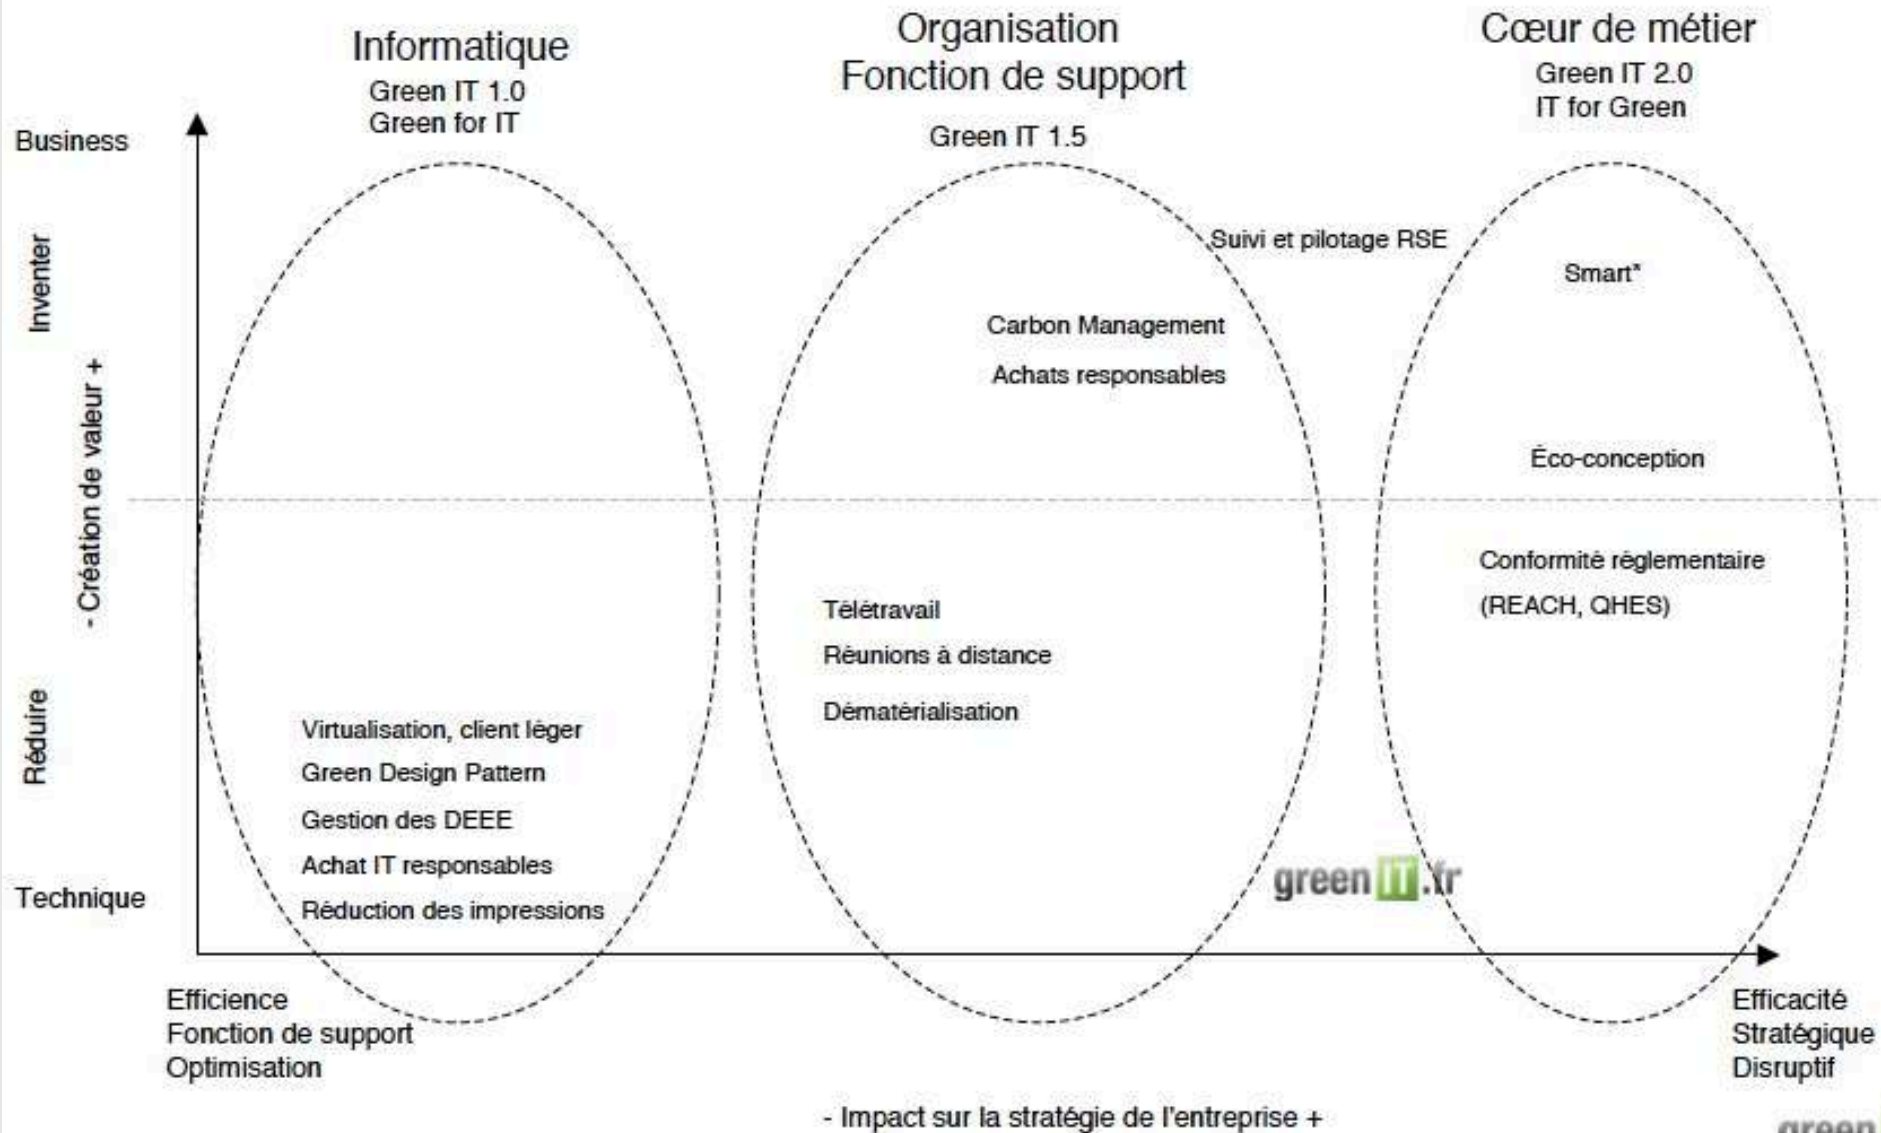 Informatique
Green IT 1.0
Green for IT
Organisation
Fonction de support
Green IT 1.5
Cœur de métier
Green IT 2.0
IT for Green
Business
Inventer
- Création de valeur +
Réduire
Technique
Suivi et pilotage RSE
Smart*
Carbon Management
Achats responsables
Éco-conception
Conformité réglementaire
(REACH, QHES)
Télétravail
Réunions à distance
Dématérialisation
Virtualisation, client léger
Green Design Pattern
Gestion des DEEE
Achat IT responsables
Réduction des impressions
greenIT.fr
Efficience
Fonction de support
Optimisation
Efficacité
Stratégique
Disruptif
- Impact sur la stratégie de l'entreprise +
green